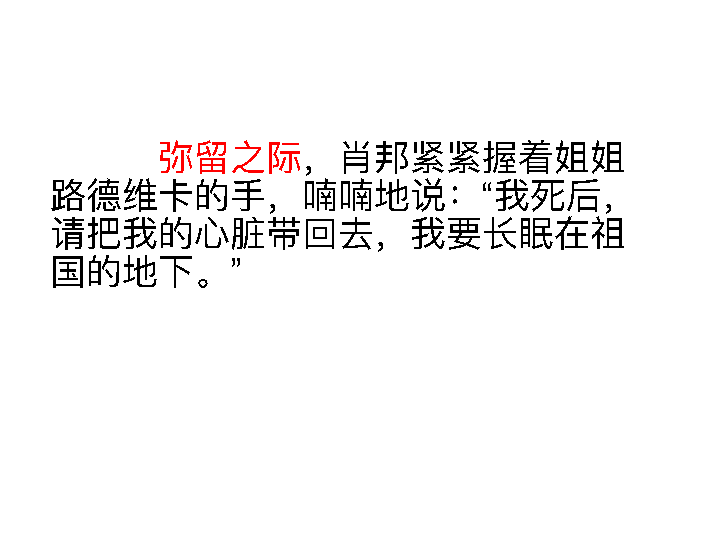 弥留之际，肖邦紧紧握着姐姐
路德维卡的手，喃喃地说：“我死后，
请把我的心脏带回去，我要长眠在祖
国的地下。”